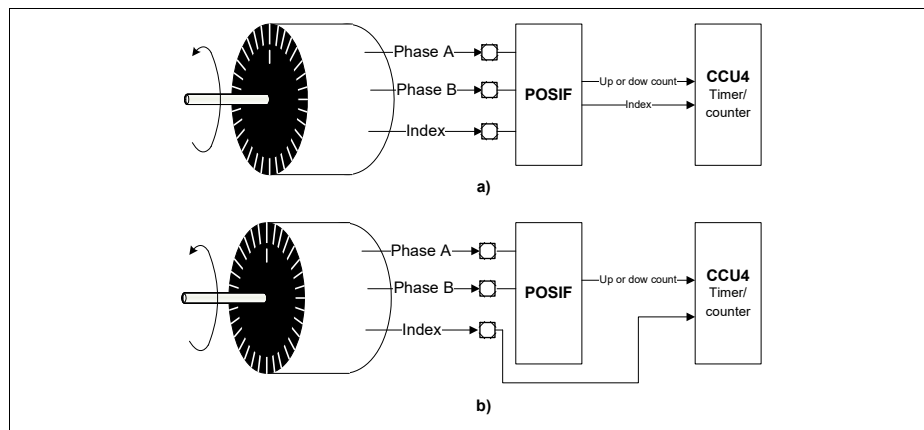 Phase A
Phase B
Index
POSIF
Up or dow count
Index
CCU4
Timer/
counter
a)
Phase A
Phase B
Index
POSIF
Up or dow count
CCU4
Timer/
counter
b)